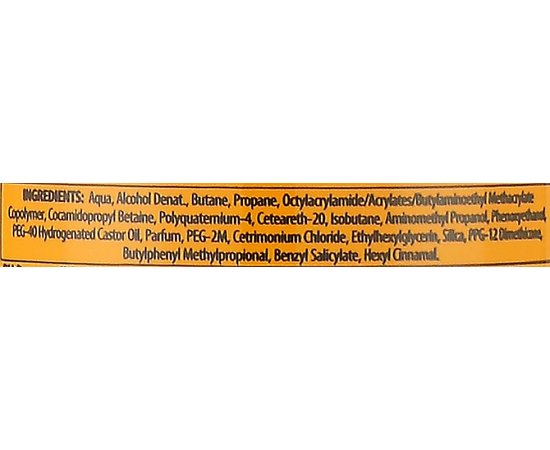 INGREDIENTS: Aqua, Alcohol Denat., Butane, Propane, Octylacrylamide/Acrylates/Butylaminoethyl Methacrylate
Copolymer, Cocamidopropyl Betaine, Polyquaternium-4, Ceteareth-20, Isobutane, Aminomethyl Propanol, Phenoxyethanol,
PEG-40 Hydrogenated Castor Oil, Parfum, PEG-2M, Cetrimonium Chloride, Ethylhexylglycerin, Silica, PPG-12 Dimethicone,
Butylphenyl Methylpropional, Benzyl Salicylate, Hexyl Cinnamal.